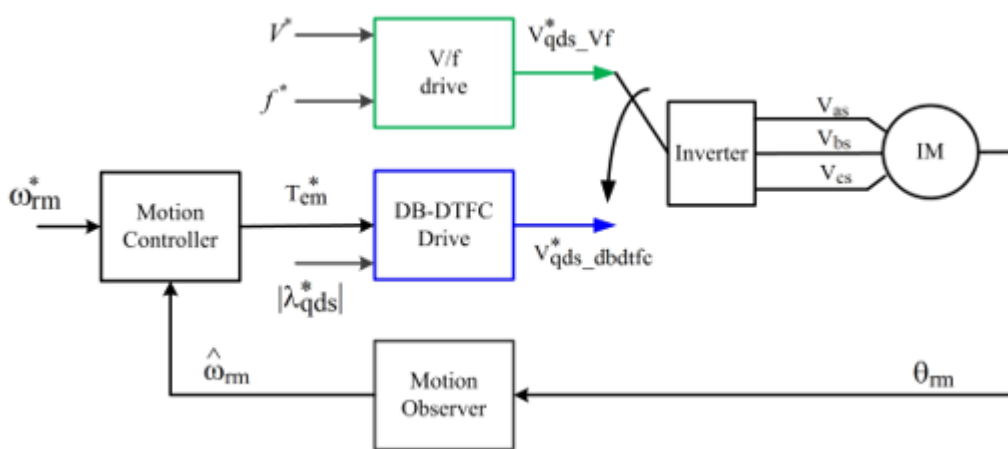 V*
V*qds_Vf
V/f
drive
f*
Vas
Vbs
Vcs
Inverter
IM
ω*rm
Motion
Controller
T*em
DB-DTFC
Drive
V*qds_dbdtfc
|λ*qds|
ω̂rm
Motion
Observer
θrm